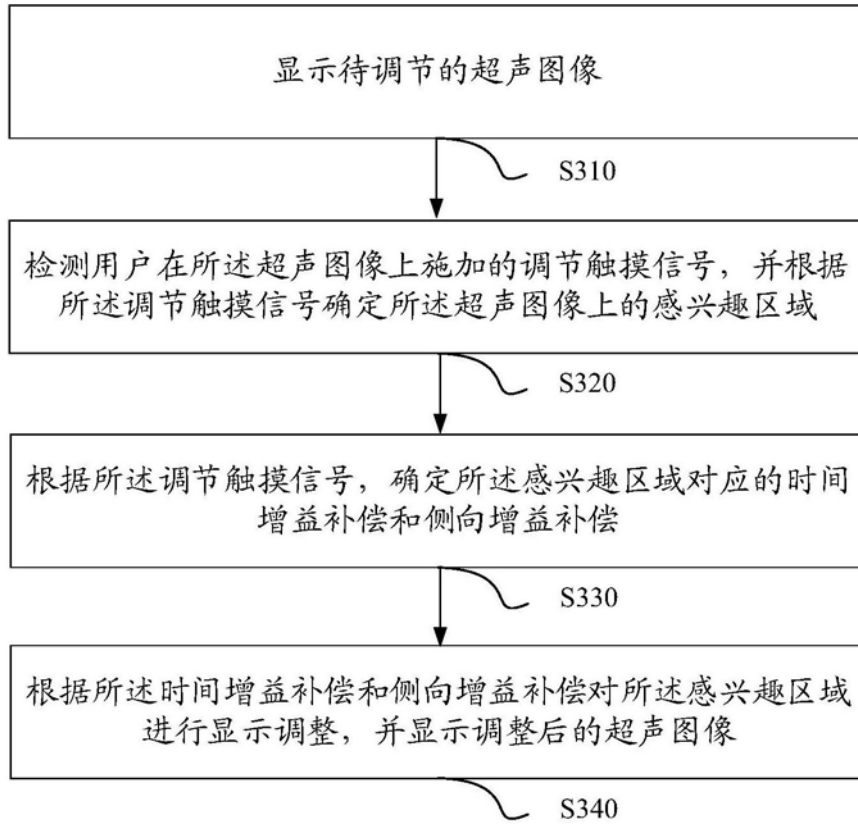 显示待调节的超声图像
S310
检测用户在所述超声图像上施加的调节触摸信号，并根据
所述调节触摸信号确定所述超声图像上的感兴趣区域
S320
根据所述调节触摸信号，确定所述感兴趣区域对应的时间
增益补偿和侧向增益补偿
S330
根据所述时间增益补偿和侧向增益补偿对所述感兴趣区域
进行显示调整，并显示调整后的超声图像
S340